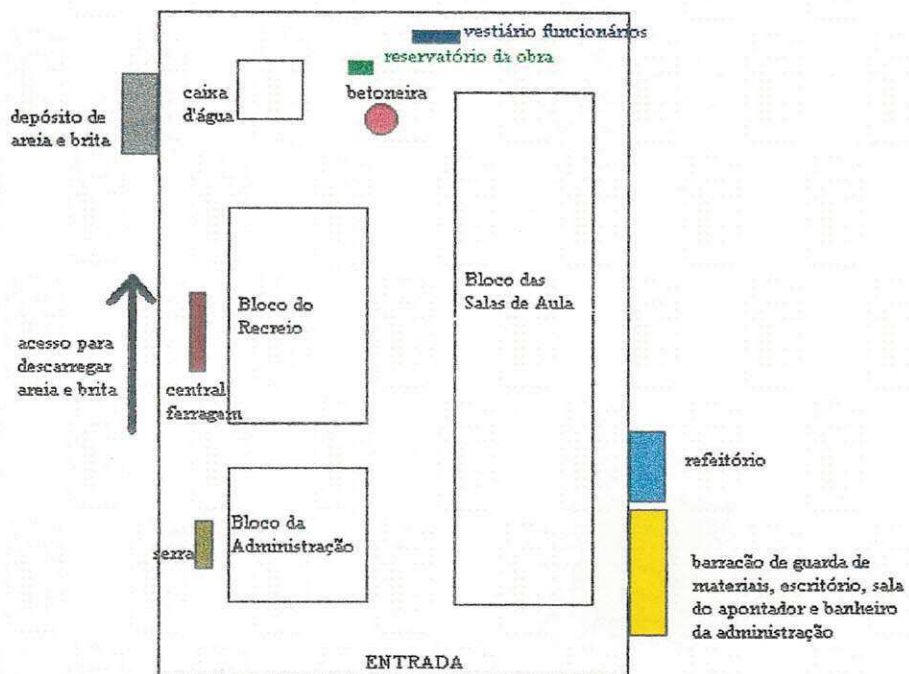 vestiário funcionários
reservatório da obra
betoneira
caixa
d'água
depósito de
areia e brita
Bloco do
Recreio
Bloco das
Salas de Aula
acesso para
descarregar
areia e brita
central
ferragem
refeitório
Bloco da
Administração
serra
barracão de guarda de
materiais, escritório, sala
do apontador e banheiro
da administração
ENTRADA